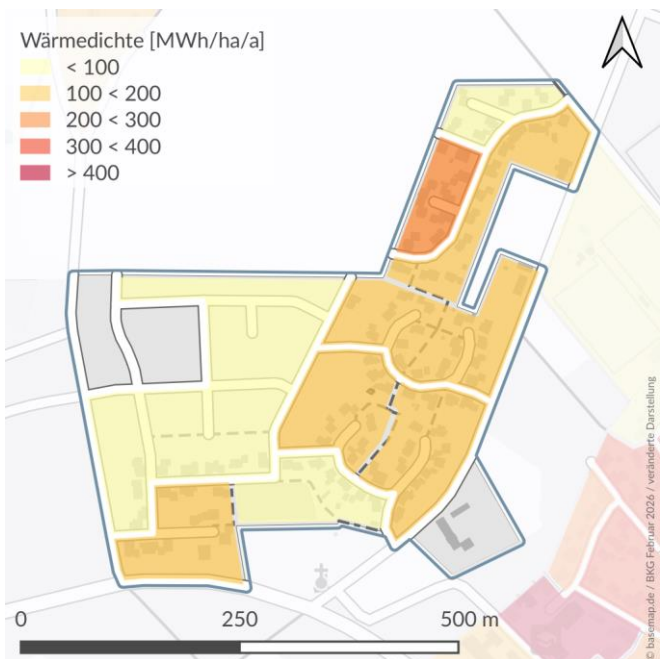 Wärmedichte [MWh/ha/a]
< 100
100 < 200
200 < 300
300 < 400
> 400
0 250 500 m
© basemap.de / BKG Februar 2026 / veränderte Darstellung